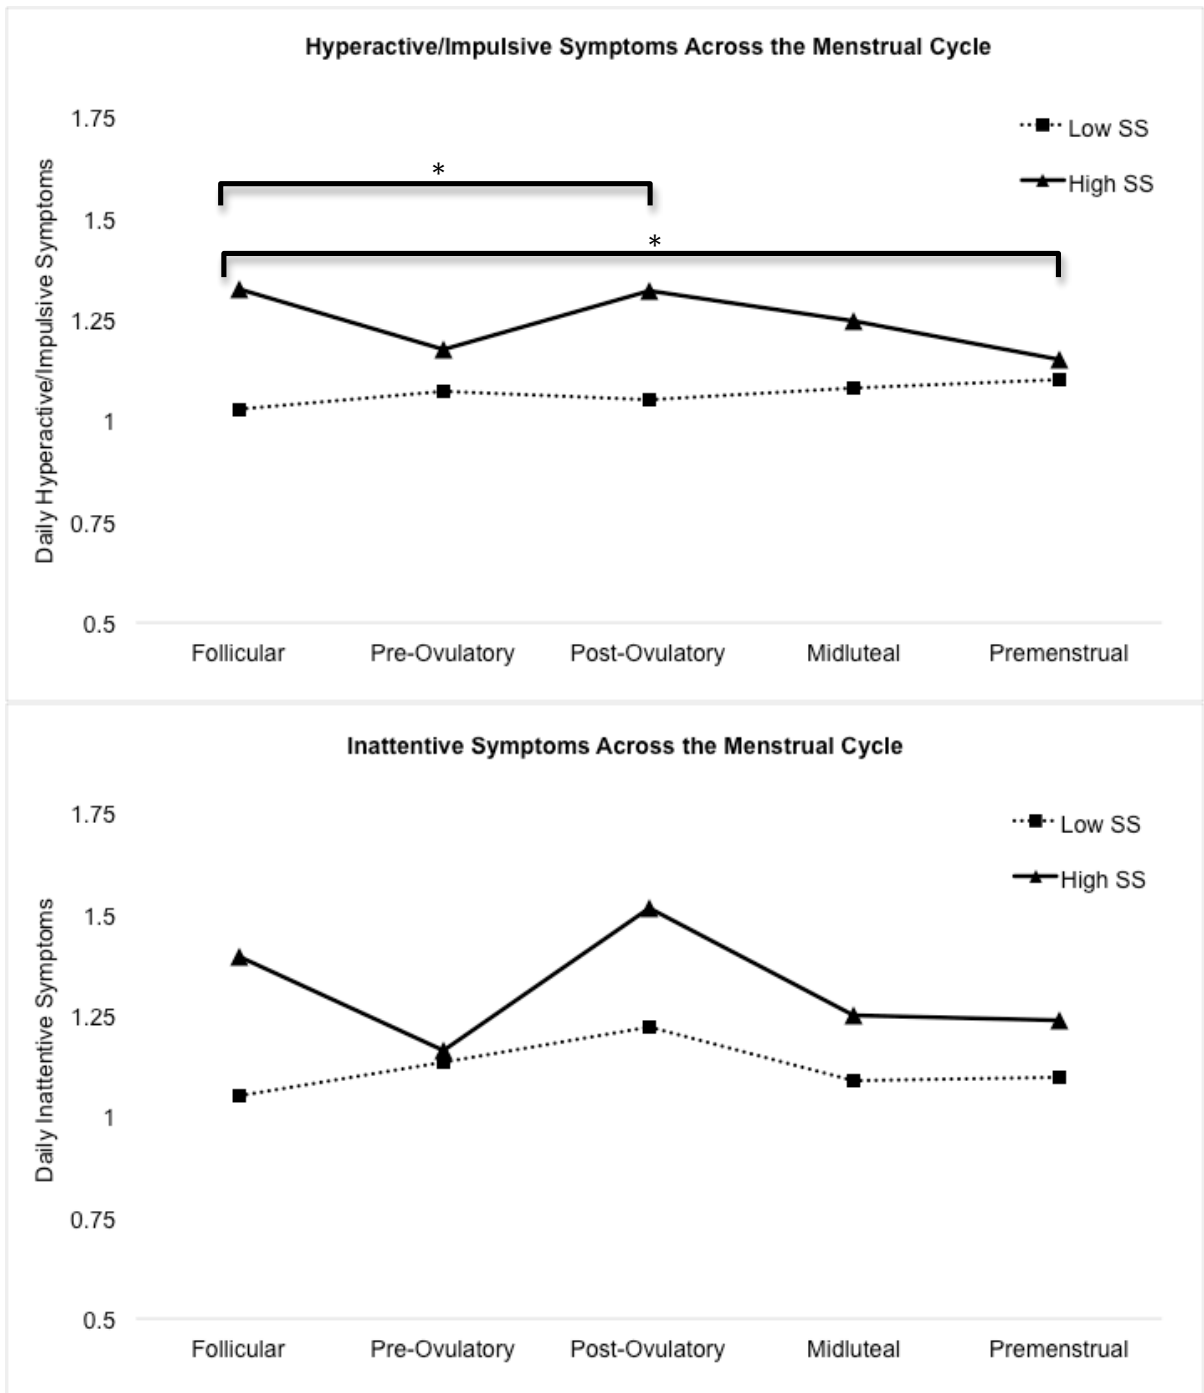 Hyperactive/Impulsive Symptoms Across the Menstrual Cycle
Daily Hyperactive/Impulsive Symptoms
1.75
1.5
1.25
1
0.75
0.5
Low SS
High SS
*
*
Follicular Pre-Ovulatory Post-Ovulatory Midluteal Premenstrual
Inattentive Symptoms Across the Menstrual Cycle
Daily Inattentive Symptoms
1.75
1.5
1.25
1
0.75
0.5
Low SS
High SS
Follicular Pre-Ovulatory Post-Ovulatory Midluteal Premenstrual